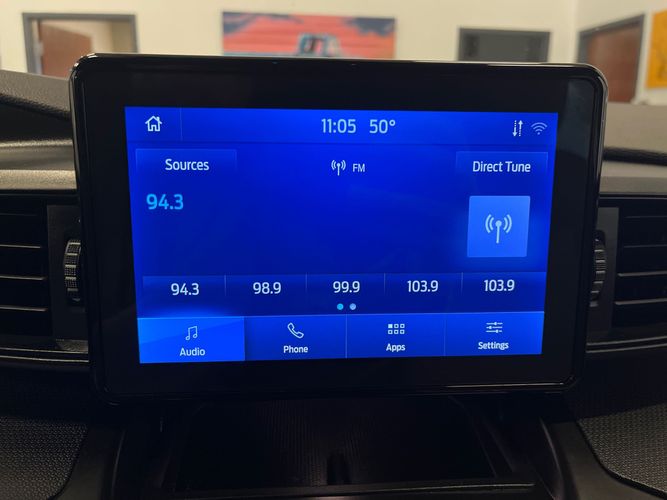 11:05 50°
Sources FM Direct Tune
94.3
94.3 98.9 99.9 103.9 103.9
Audio Phone Apps Settings